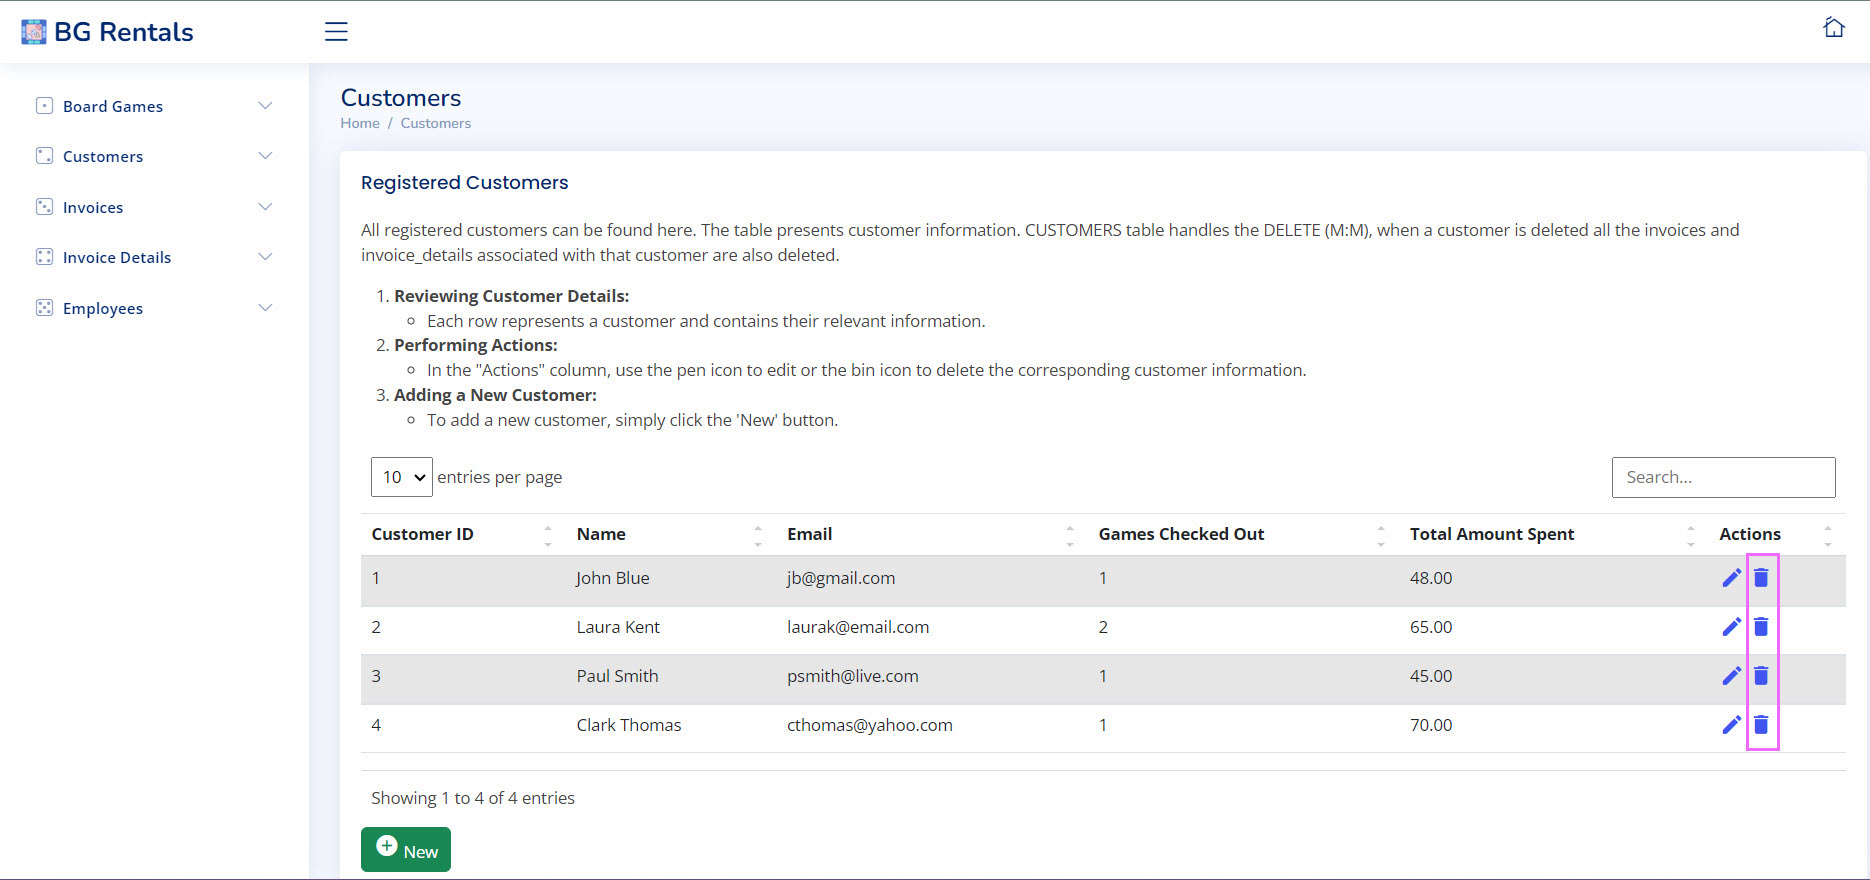 BG Rentals
Board Games
Customers
Invoices
Invoice Details
Employees
Customers
Home / Customers
Registered Customers
All registered customers can be found here. The table presents customer information. CUSTOMERS table handles the DELETE (M:M), when a customer is deleted all the invoices and
invoice_details associated with that customer are also deleted.
1. Reviewing Customer Details:
Each row represents a customer and contains their relevant information.
2. Performing Actions:
In the "Actions" column, use the pen icon to edit or the bin icon to delete the corresponding customer information.
3. Adding a New Customer:
To add a new customer, simply click the 'New' button.
10 entries per page
Search...
Customer ID Name Email Games Checked Out Total Amount Spent Actions
1 John Blue jb@gmail.com 1 48.00
2 Laura Kent laurak@email.com 2 65.00
3 Paul Smith psmith@live.com 1 45.00
4 Clark Thomas cthomas@yahoo.com 1 70.00
Showing 1 to 4 of 4 entries
New